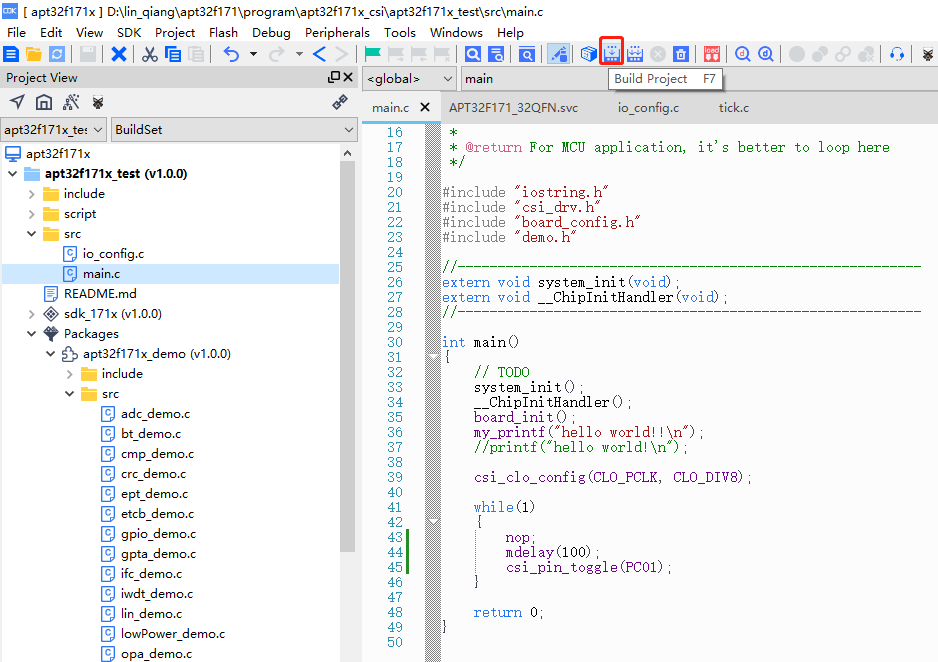 [ apt32f171x ] D:\lin_qiang\apt32f171\program\apt32f171x_csi\apt32f171x_test\src\main.c
File Edit View SDK Project Flash Debug Peripherals Tools Windows Help
Build Project F7
Project View
<global> main
main.c APT32F171_32QFN.svc io_config.c tick.c
apt32f171x_te: BuildSet
apt32f171x
apt32f171x_test (v1.0.0)
include
script
src
io_config.c
main.c
README.md
sdk_171x (v1.0.0)
Packages
apt32f171x_demo (v1.0.0)
include
src
adc_demo.c
bt_demo.c
cmp_demo.c
crc_demo.c
ept_demo.c
etcb_demo.c
gpio_demo.c
gpta_demo.c
ifc_demo.c
iwdt_demo.c
lin_demo.c
lowPower_demo.c
opa_demo.c
16 *
17 * @return For MCU application, it's better to loop here
18 */
19
20 #include "iostring.h"
21 #include "csi_drv.h"
22 #include "board_config.h"
23 #include "demo.h"
24
25 //----------------------------------------------------------
26 extern void system_init(void);
27 extern void __ChipInitHandler(void);
28 //----------------------------------------------------------
29
30 int main()
31 {
32 // TODO
33 system_init();
34 __ChipInitHandler();
35 board_init();
36 my_printf("hello world!!\n");
37 //printf("hello world!\n");
38
39 csi_clo_config(CLO_PCLK, CLO_DIV8);
40
41 while(1)
42 {
43 nop;
44 mdelay(100);
45 csi_pin_toggle(PC01);
46 }
47
48 return 0;
49 }
50